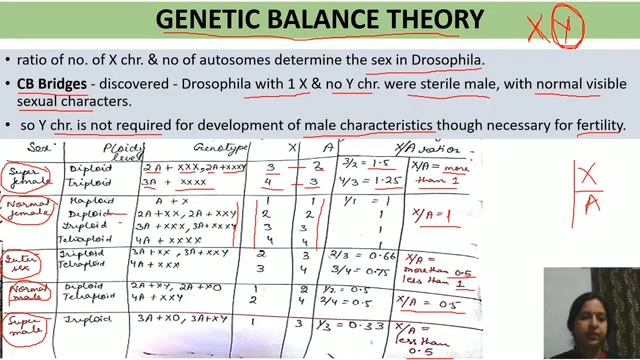 GENETIC BALANCE THEORY
X Y
• ratio of no. of X chr. & no of autosomes determine the sex in Drosophila.
• CB Bridges - discovered - Drosophila with 1 X & no Y chr. were sterile male, with normal visible
sexual characters.
• so Y chr. is not required for development of male characteristics though necessary for fertility.
Sex Ploidy level Genotype X A X/A ratio
Super female Diploid 2A + XXX, 2A + XXXY 3 2 3/2 = 1.5 X/A = more than 1
Triploid 3A + XXXX 4 3 4/3 = 1.25
Normal female Haploid A + X 1 1 1/1 = 1 X/A = 1
Deploid 2A + XX, 2A + XXY 2 2 1
Triploid 3A + XXX, 3A + XXXY 3 3 1
Tetraploid 4A + XXXX 4 4 1
Inter sex Triploid 3A + XX, 3A + XXY 2 3 2/3 = 0.66 X/A = more than 0.5 less than 1
Tetraploid 4A + XXX 3 4 3/4 = 0.75
Normal male Diploid 2A + XY, 2A + XO 1 2 1/2 = 0.5 X/A = 0.5
Tetraploid 4A + XXY 2 4 2/4 = 0.5
Super male Triploid 3A + XO, 3A + XY 1 3 1/3 = 0.33 X/A = less than 0.5
X
A